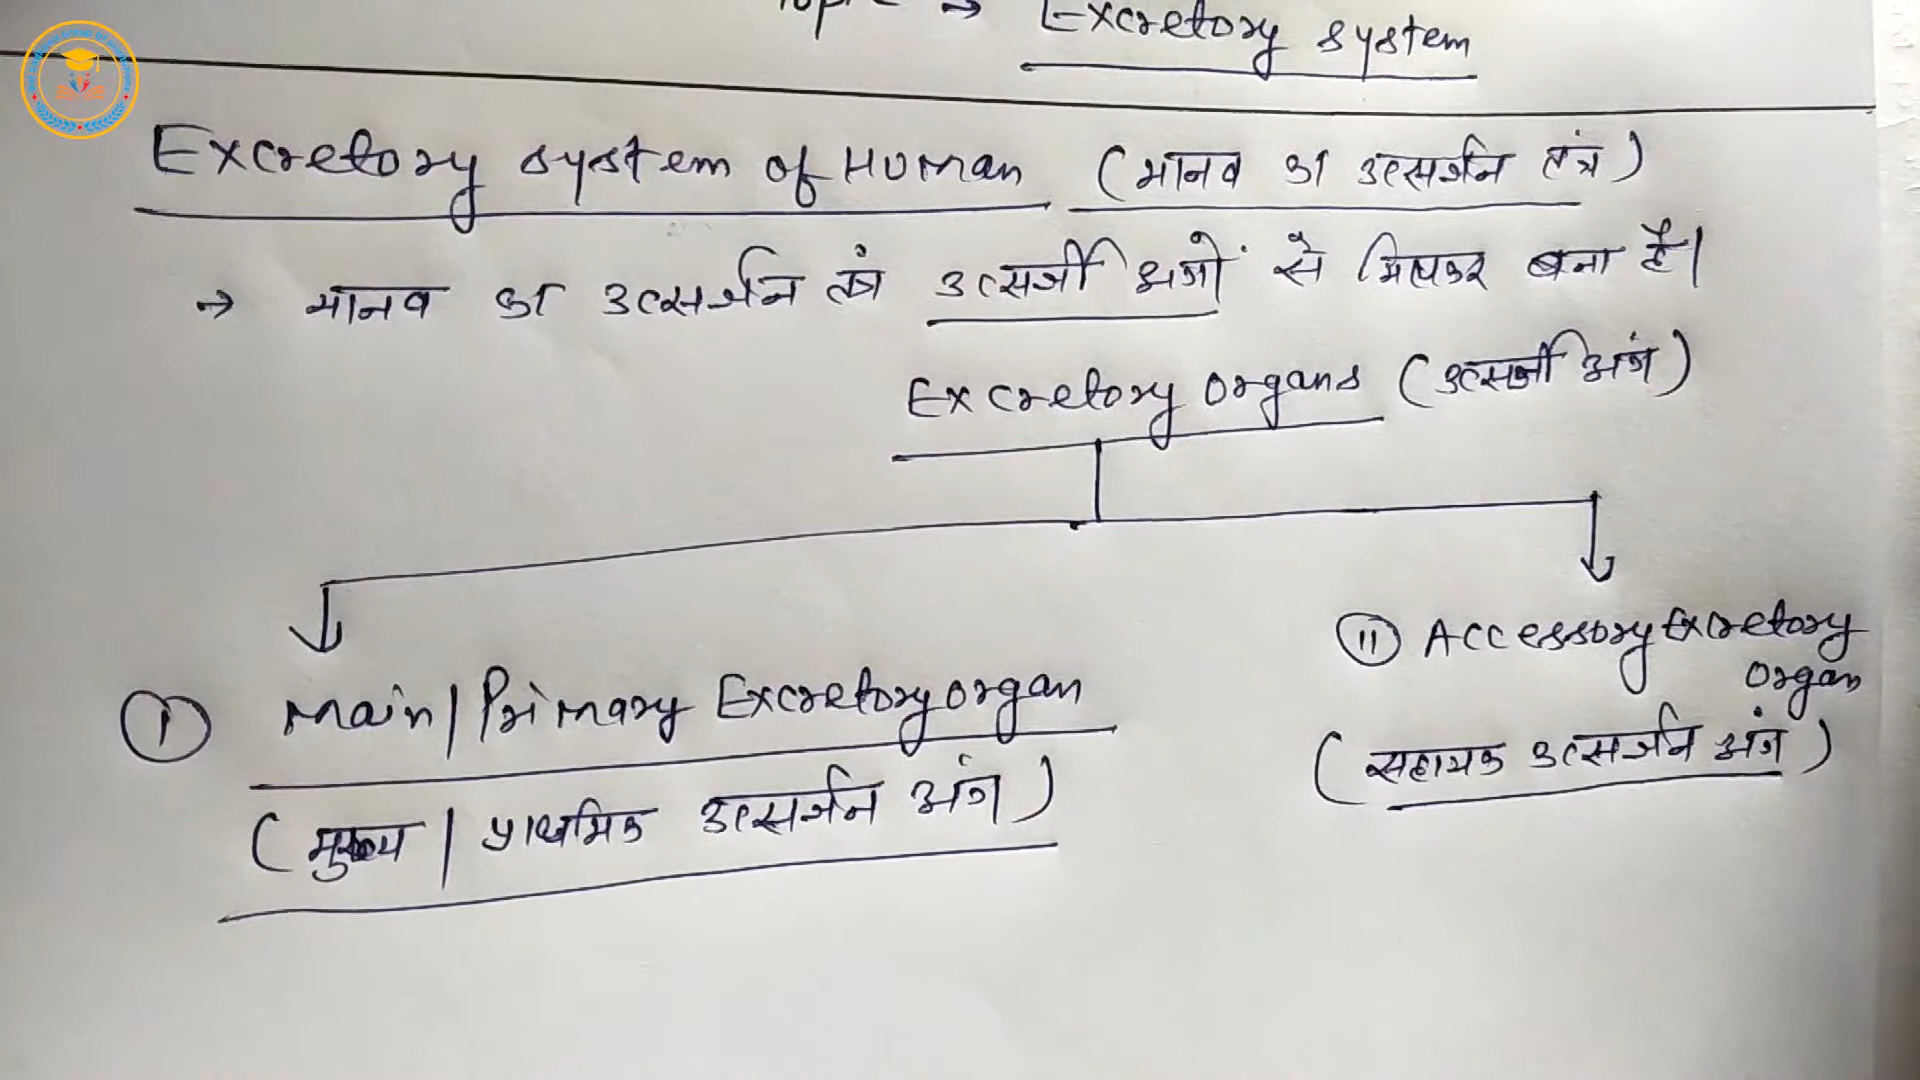 Topic → Excretory system
Excretory system of Human (मानव का उत्सर्जन तंत्र)
→ मानव का उत्सर्जन तंत्र उत्सर्जी अंगों से मिलकर बना है।
Excretory organs (उत्सर्जी अंग)
(I) Main / Primary Excretory organ
(मुख्य / प्राथमिक उत्सर्जन अंग)
(II) Accessory Excretory
organ
(सहायक उत्सर्जन अंग)